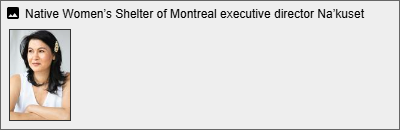 Native Women’s Shelter of Montreal executive director Na’kuset